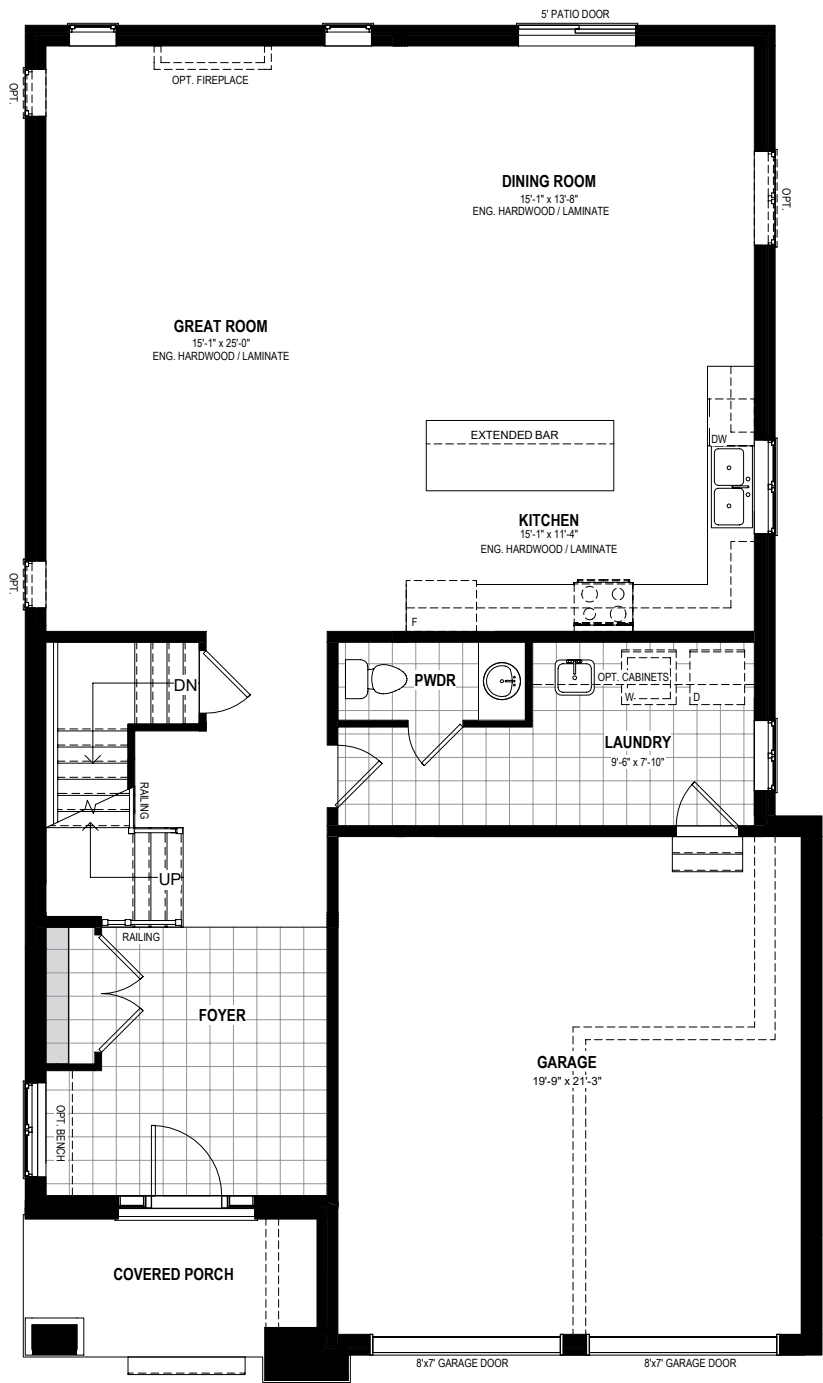 5' PATIO DOOR
OPT. FIREPLACE
OPT.
DINING ROOM
15'-1" x 13'-8"
ENG. HARDWOOD / LAMINATE
OPT.
GREAT ROOM
15'-1" x 25'-0"
ENG. HARDWOOD / LAMINATE
EXTENDED BAR
DW
KITCHEN
15'-1" x 11'-4"
ENG. HARDWOOD / LAMINATE
OPT.
F
DN
PWDR
OPT. CABINETS
W
D
LAUNDRY
9'-6" x 7'-10"
RAILING
UP
RAILING
FOYER
GARAGE
19'-9" x 21'-3"
OPT. BENCH
COVERED PORCH
8'x7' GARAGE DOOR
8'x7' GARAGE DOOR